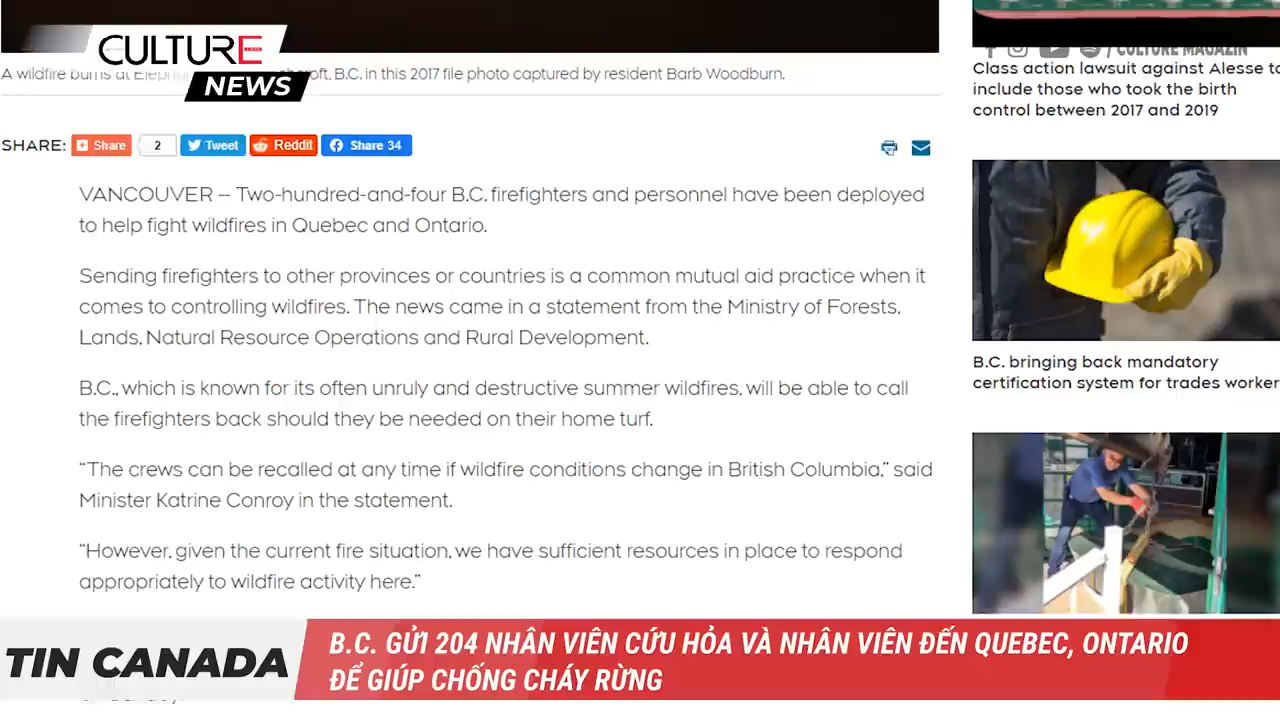 CULTURE
NEWS
/ CULTURE MAGAZIN
A wildfire burns at B.C. in this 2017 file photo captured by resident Barb Woodburn.
SHARE: Share 2 Tweet Reddit Share 34
VANCOUVER — Two-hundred-and-four B.C. firefighters and personnel have been deployed
to help fight wildfires in Quebec and Ontario.
Sending firefighters to other provinces or countries is a common mutual aid practice when it
comes to controlling wildfires. The news came in a statement from the Ministry of Forests,
Lands, Natural Resource Operations and Rural Development.
B.C., which is known for its often unruly and destructive summer wildfires, will be able to call
the firefighters back should they be needed on their home turf.
“The crews can be recalled at any time if wildfire conditions change in British Columbia,” said
Minister Katrine Conroy in the statement.
“However, given the current fire situation, we have sufficient resources in place to respond
appropriately to wildfire activity here.”
Class action lawsuit against Alesse to
include those who took the birth
control between 2017 and 2019
B.C. bringing back mandatory
certification system for trades worker
TIN CANADA
B.C. GỬI 204 NHÂN VIÊN CỨU HỎA VÀ NHÂN VIÊN ĐẾN QUEBEC, ONTARIO
ĐỂ GIÚP CHỐNG CHÁY RỪNG